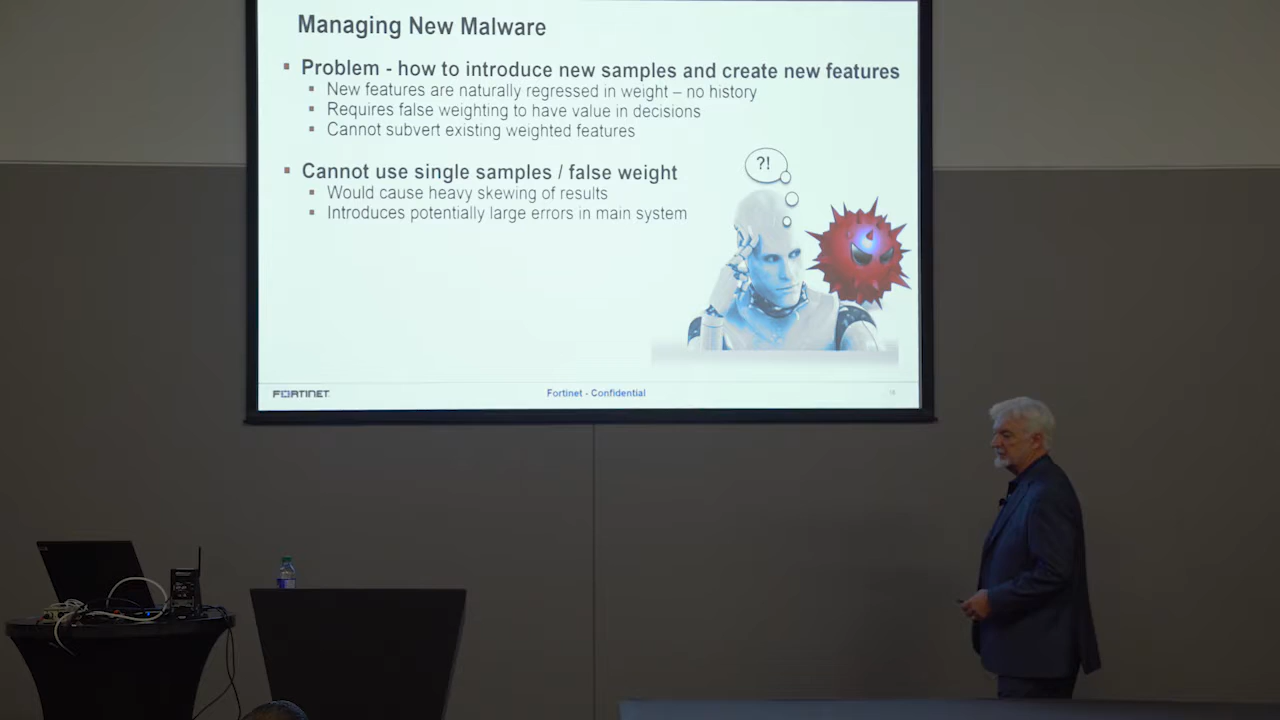 Managing New Malware
Problem - how to introduce new samples and create new features
New features are naturally regressed in weight – no history
Requires false weighting to have value in decisions
Cannot subvert existing weighted features
?!
Cannot use single samples / false weight
Would cause heavy skewing of results
Introduces potentially large errors in main system
FORTINET
Fortinet - Confidential